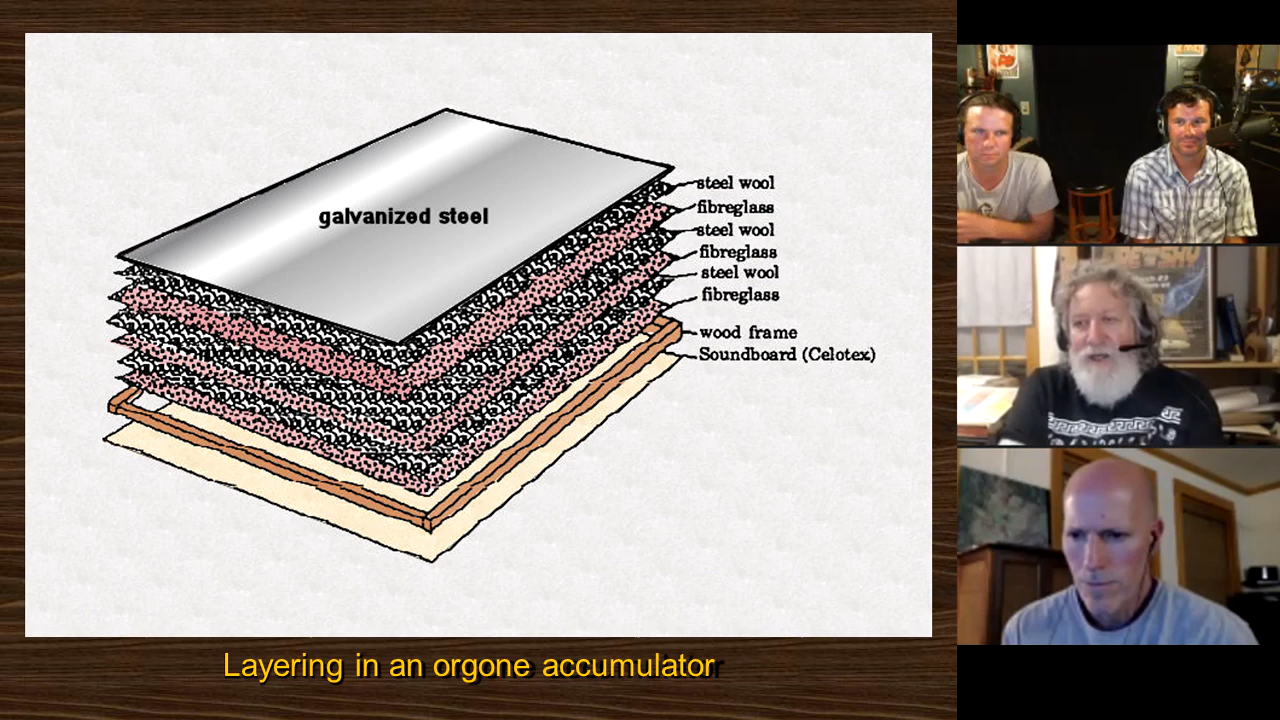 galvanized steel
steel wool
fibreglass
steel wool
fibreglass
steel wool
fibreglass
wood frame
Soundboard (Celotex)
Layering in an orgone accumulator